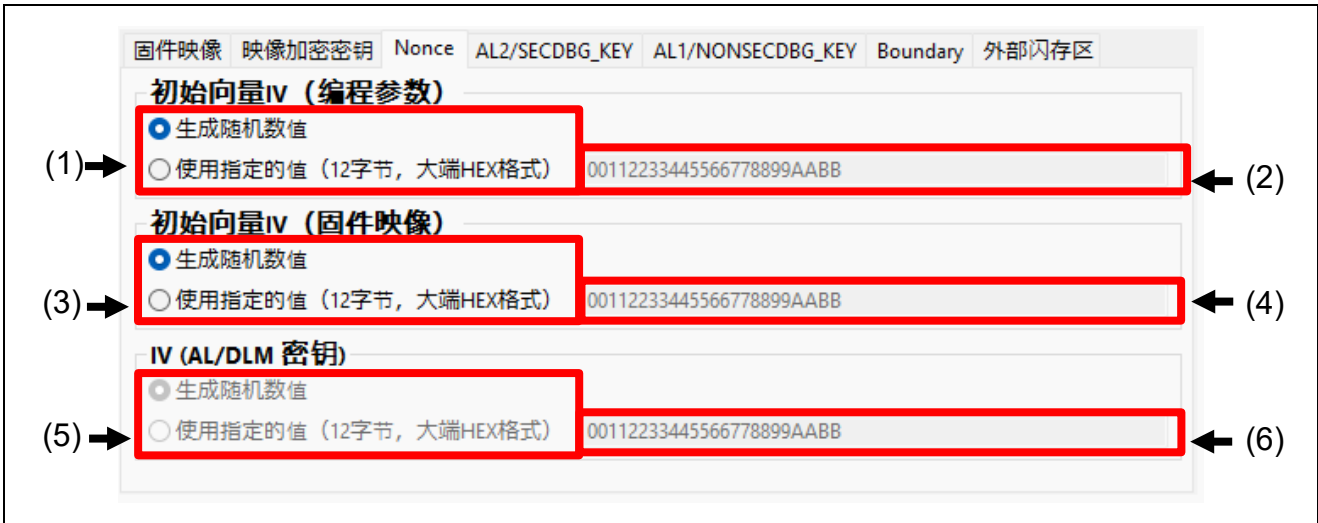 固件映像 映像加密密钥 Nonce AL2/SECDBG_KEY AL1/NONSECDBG_KEY Boundary 外部闪存区
初始向量IV（编程参数）
生成随机数值
(1) 使用指定的值（12字节，大端HEX格式） 00112233445566778899AABB (2)
初始向量IV（固件映像）
生成随机数值
(3) 使用指定的值（12字节，大端HEX格式） 00112233445566778899AABB (4)
IV (AL/DLM 密钥)
生成随机数值
(5) 使用指定的值（12字节，大端HEX格式） 00112233445566778899AABB (6)